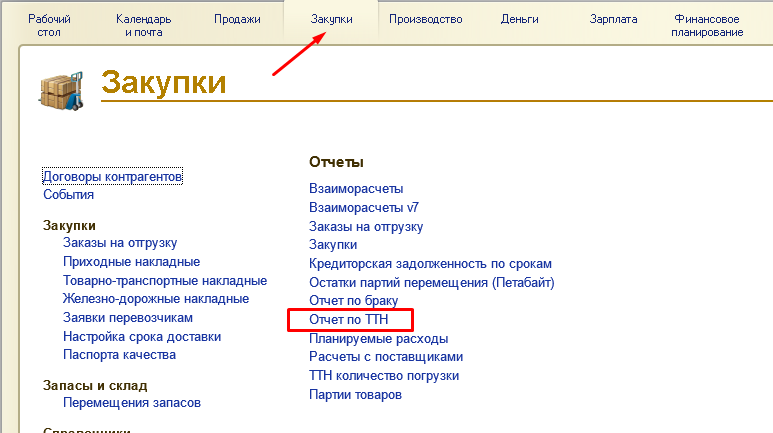 Рабочий стол
Календарь и почта
Продажи
Закупки
Производство
Деньги
Зарплата
Финансовое планирование
Закупки
Договоры контрагентов
События
Закупки
Заказы на отгрузку
Приходные накладные
Товарно-транспортные накладные
Железно-дорожные накладные
Заявки перевозчикам
Настройка срока доставки
Паспорта качества
Запасы и склад
Перемещения запасов
Отчеты
Взаиморасчеты
Взаиморасчеты v7
Заказы на отгрузку
Закупки
Кредиторская задолженность по срокам
Остатки партий перемещения (Петабайт)
Отчет по браку
Отчет по ТТН
Планируемые расходы
Расчеты с поставщиками
ТТН количество погрузки
Партии товаров